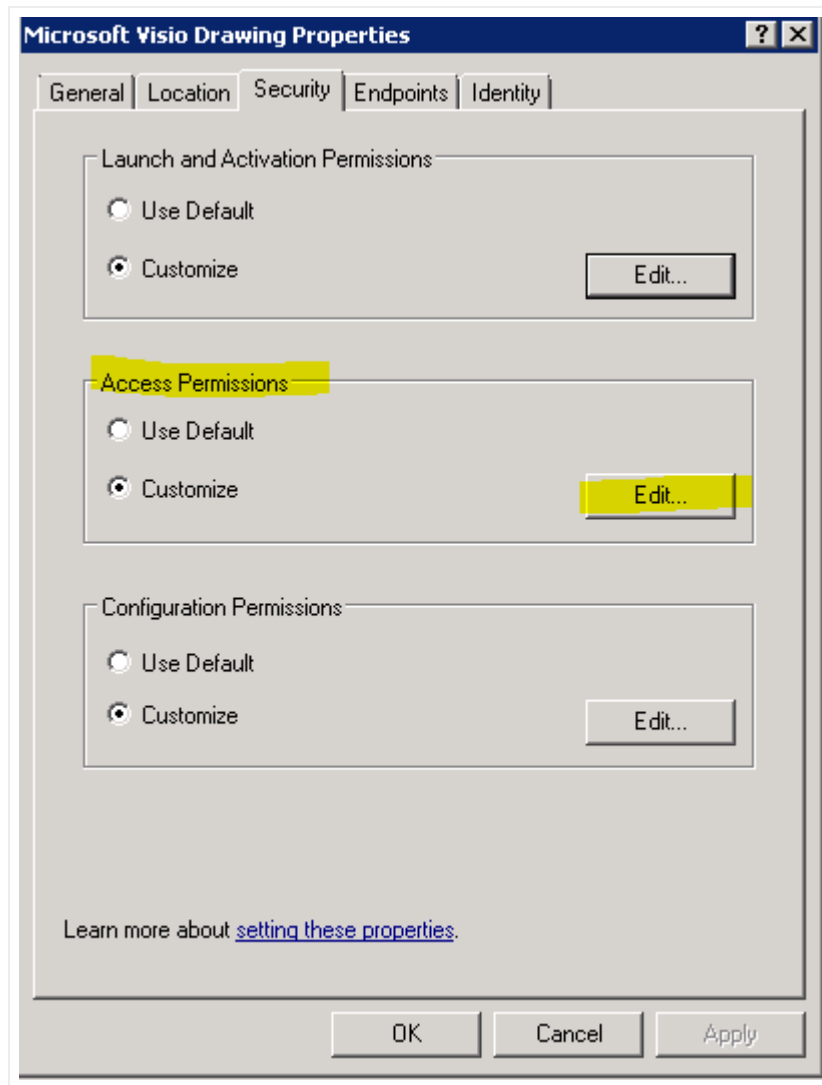 Microsoft Visio Drawing Properties ? X
General Location Security Endpoints Identity
Launch and Activation Permissions
Use Default
Customize Edit...
Access Permissions
Use Default
Customize Edit...
Configuration Permissions
Use Default
Customize Edit...
Learn more about setting these properties.
OK Cancel Apply